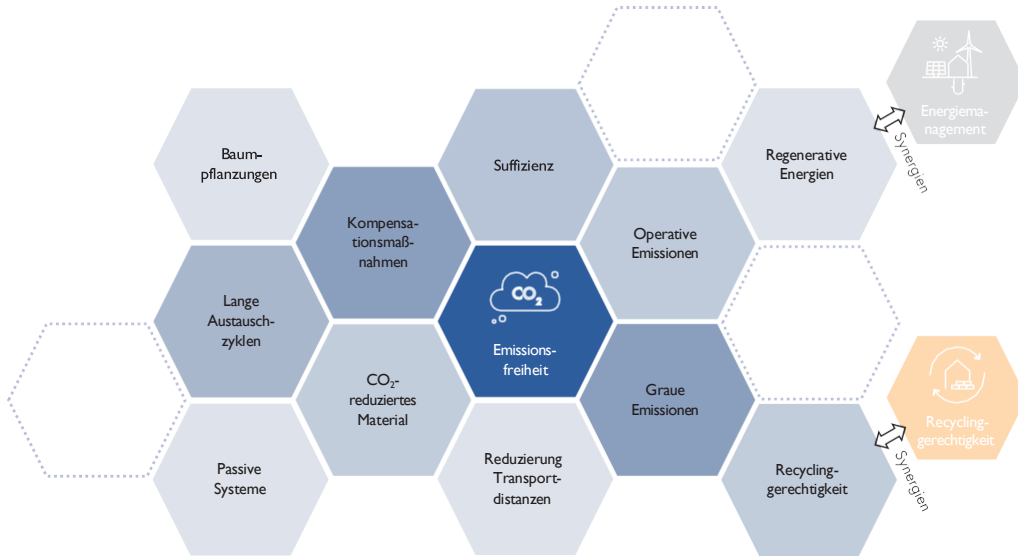 Energiema-
nagement
Synergien
Baum-
pflanzungen
Suffizienz
Regenerative
Energien
Kompensa-
tionsmaß-
nahmen
Operative
Emissionen
CO2
Emissions-
freiheit
Lange
Austausch-
zyklen
CO₂-
reduziertes
Material
Graue
Emissionen
Recycling-
gerechtigkeit
Synergien
Passive
Systeme
Reduzierung
Transport-
distanzen
Recycling-
gerechtigkeit